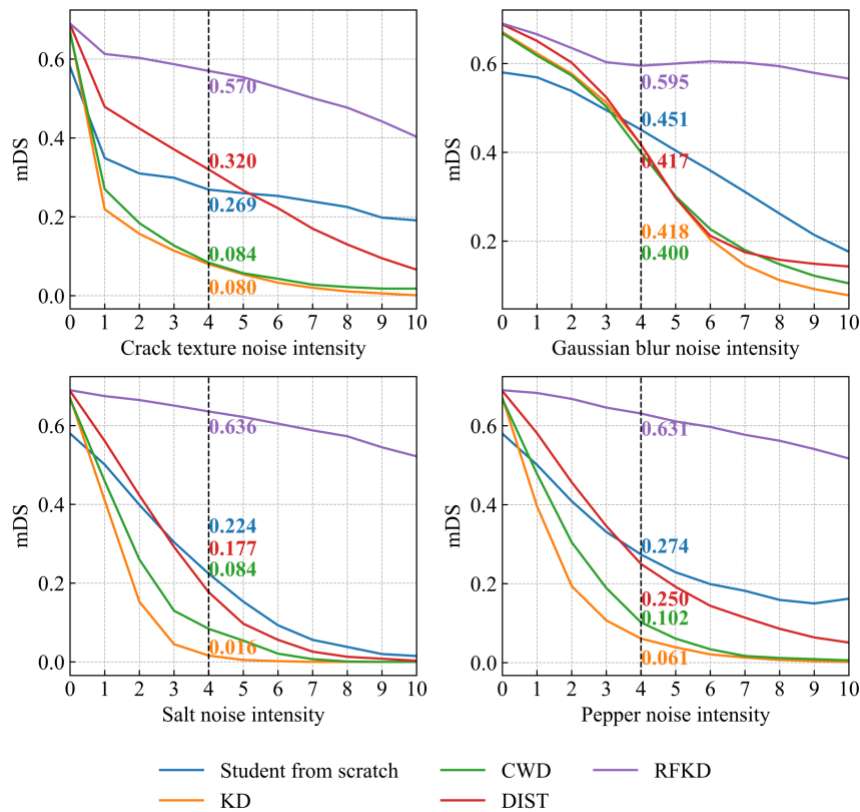 mDS
0.6
0.4
0.2
0.0
0.570
0.320
0.269
0.084
0.080
0 1 2 3 4 5 6 7 8 9 10
Crack texture noise intensity
mDS
0.6
0.4
0.2
0.595
0.451
0.417
0.418
0.400
0 1 2 3 4 5 6 7 8 9 10
Gaussian blur noise intensity
mDS
0.6
0.4
0.2
0.0
0.636
0.224
0.177
0.084
0.016
0 1 2 3 4 5 6 7 8 9 10
Salt noise intensity
mDS
0.6
0.4
0.2
0.0
0.631
0.274
0.250
0.102
0.061
0 1 2 3 4 5 6 7 8 9 10
Pepper noise intensity
Student from scratch CWD RFKD
KD DIST